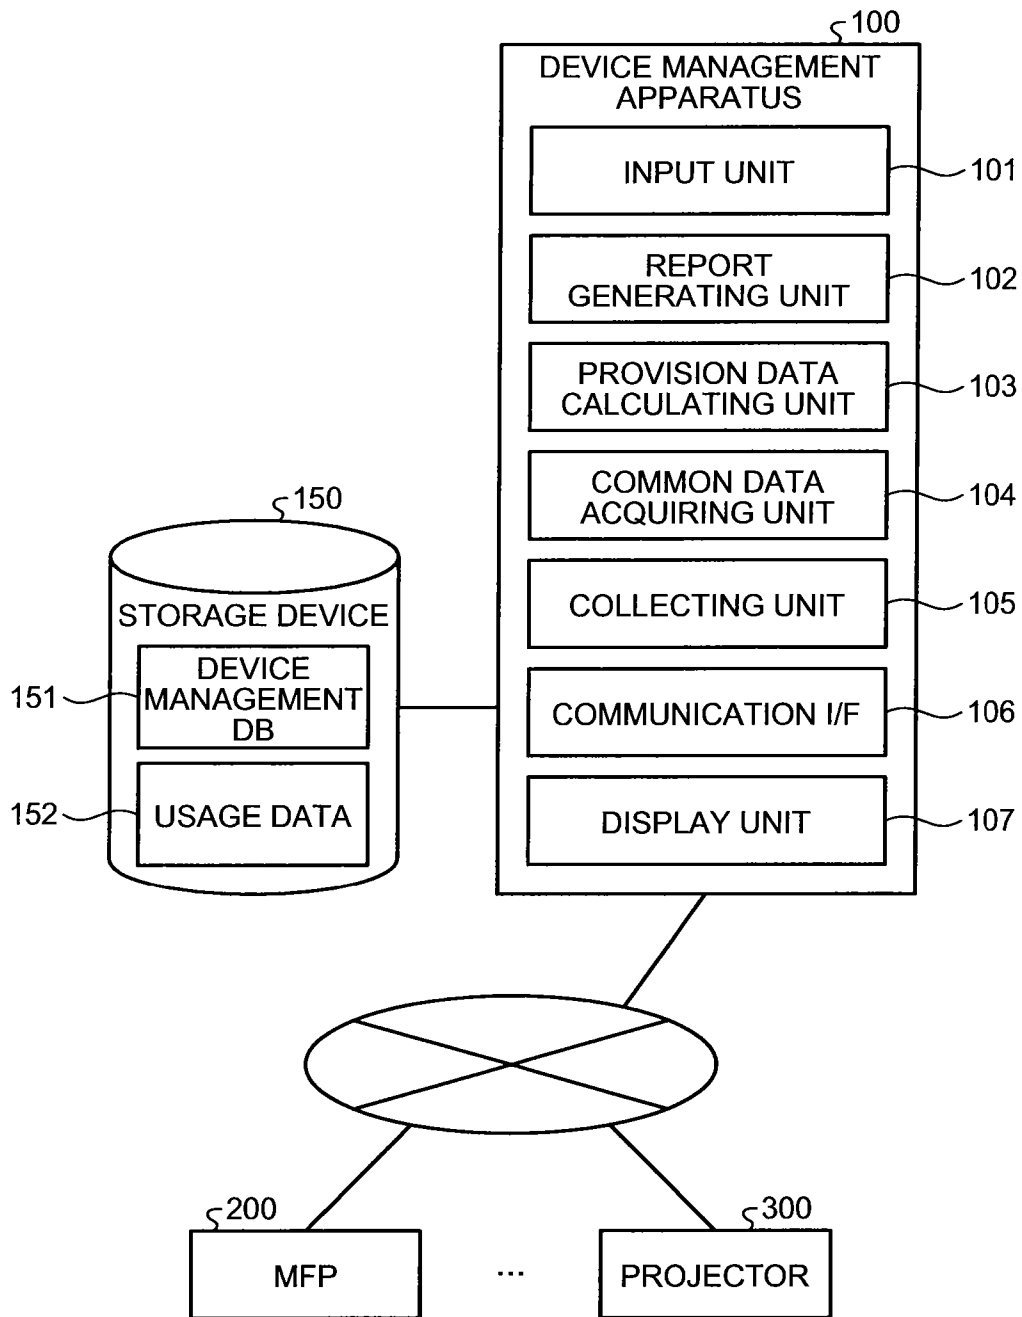 100
DEVICE MANAGEMENT
APPARATUS
INPUT UNIT
101
REPORT
GENERATING UNIT
102
PROVISION DATA
CALCULATING UNIT
103
COMMON DATA
ACQUIRING UNIT
104
COLLECTING UNIT
105
COMMUNICATION I/F
106
DISPLAY UNIT
107
150
STORAGE DEVICE
151
DEVICE
MANAGEMENT
DB
152
USAGE DATA
200
MFP
...
300
PROJECTOR